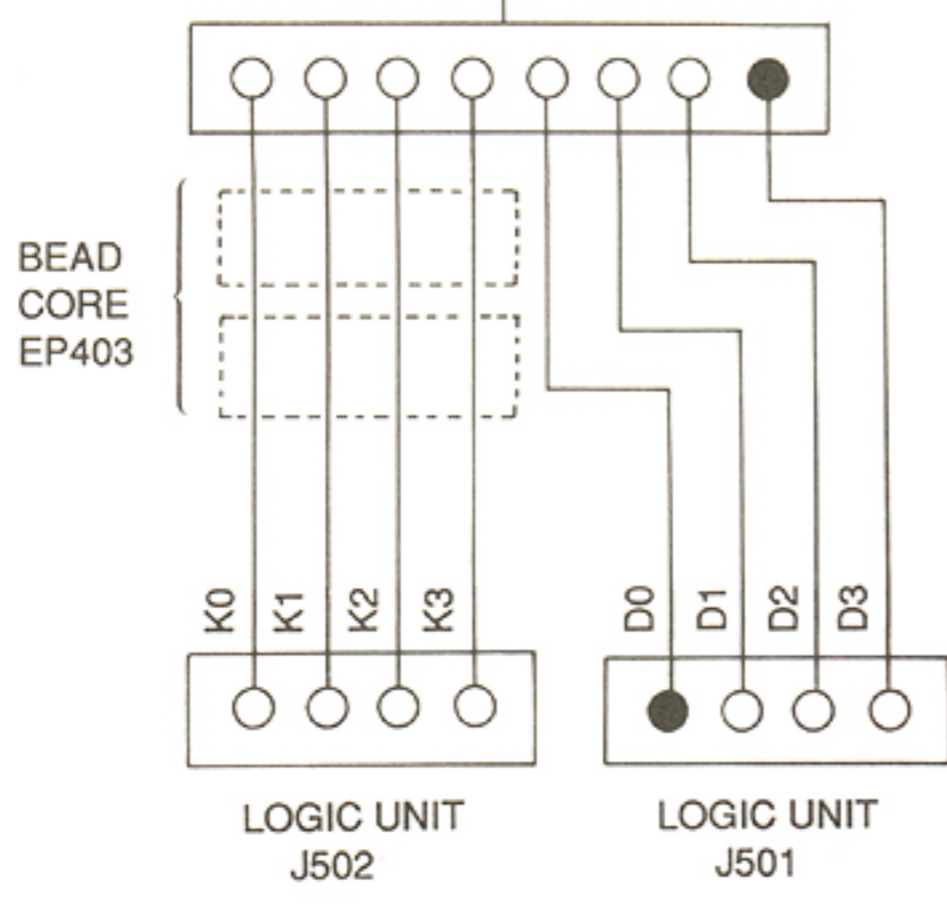 BEAD
CORE
EP403
K0
K1
K2
K3
D0
D1
D2
D3
LOGIC UNIT
J502
LOGIC UNIT
J501